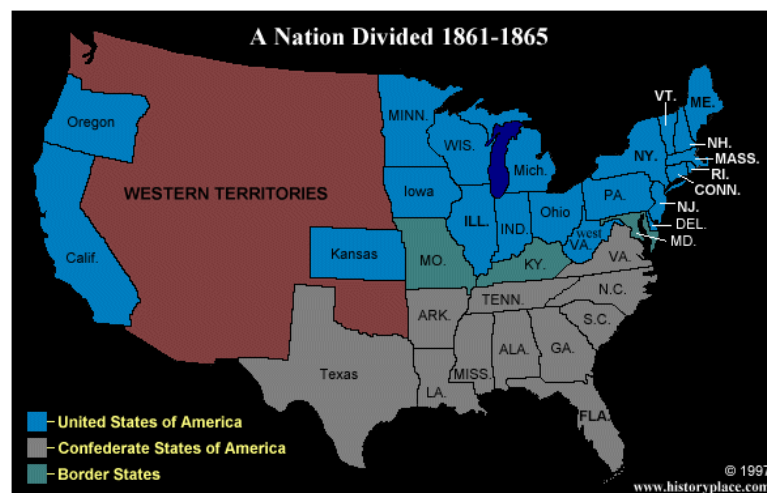 A Nation Divided 1861-1865
VT.
ME.
Oregon
MINN.
WIS.
Mich.
NY.
NH.
MASS.
RI.
CONN.
WESTERN TERRITORIES
Iowa
PA.
NJ.
ILL.
IND.
Ohio
DEL.
west
VA.
MD.
Calif.
Kansas
MO.
KY.
VA.
TENN.
N.C.
ARK.
S.C.
Texas
MISS.
ALA.
GA.
LA.
FLA.
United States of America
Confederate States of America
Border States
© 1997
www.historyplace.com